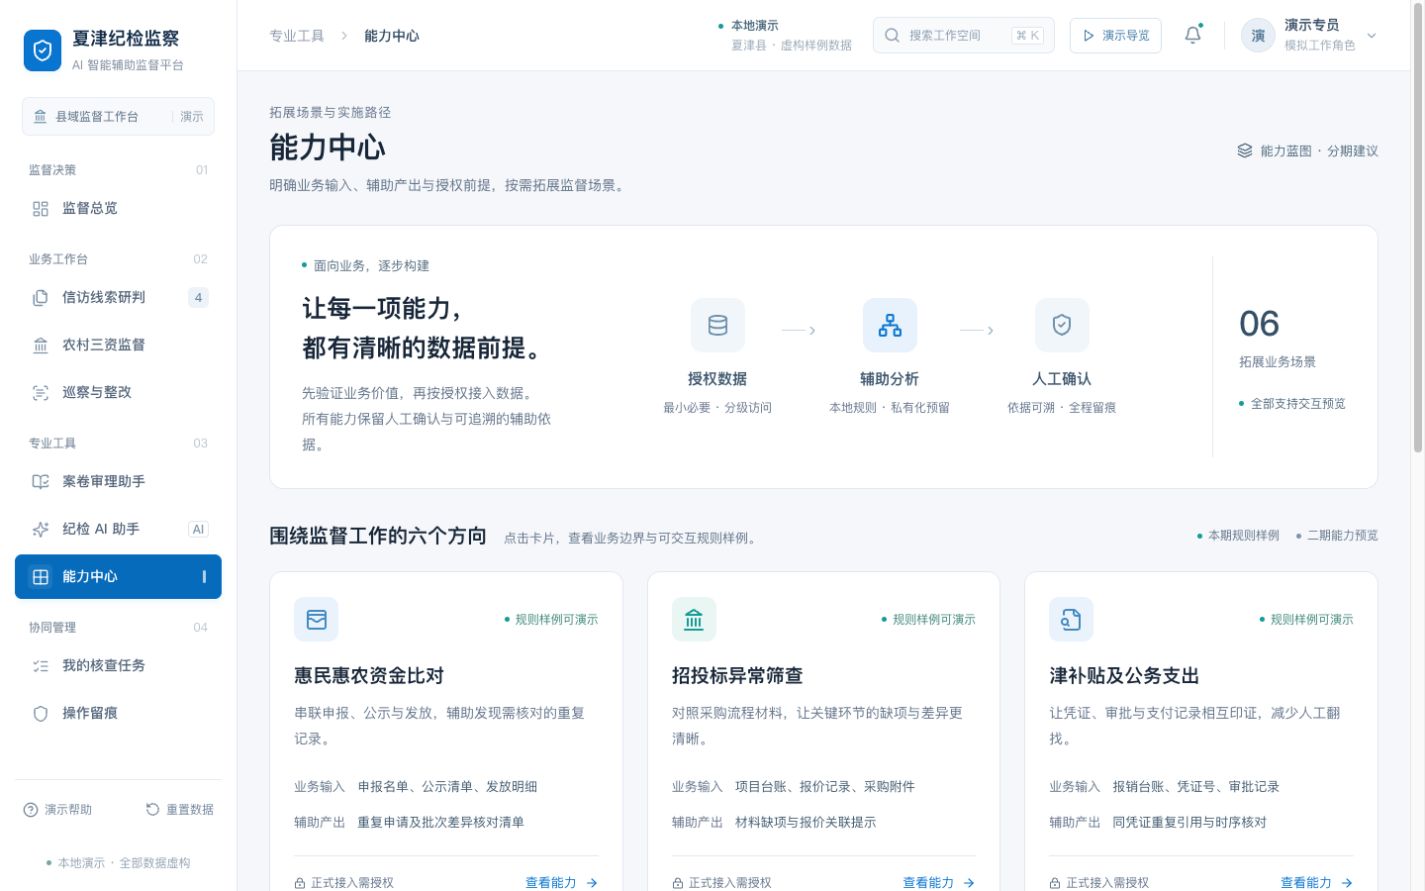 夏津纪检监察
AI 智能辅助监督平台
县域监督工作台
演示
监督决策
01
监督总览
业务工作台
02
信访线索研判
4
农村三资监督
巡察与整改
专业工具
03
案卷审理助手
纪检 AI 助手
AI
能力中心
协同管理
04
我的核查任务
操作留痕
演示帮助
重置数据
本地演示 · 全部数据虚构
专业工具
能力中心
本地演示
夏津县 · 虚构样例数据
搜索工作空间
⌘ K
演示导览
演
演示专员
模拟工作角色
拓展场景与实施路径
能力中心
明确业务输入、辅助产出与授权前提，按需拓展监督场景。
能力蓝图 · 分期建议
面向业务，逐步构建
让每一项能力，
都有清晰的数据前提。
先验证业务价值，再按授权接入数据。
所有能力保留人工确认与可追溯的辅助依
据。
授权数据
最小必要 · 分级访问
辅助分析
本地规则 · 私有化预留
人工确认
依据可溯 · 全程留痕
06
拓展业务场景
全部支持交互预览
围绕监督工作的六个方向
点击卡片，查看业务边界与可交互规则样例。
本期规则样例
二期能力预览
规则样例可演示
惠民惠农资金比对
串联申报、公示与发放，辅助发现需核对的重复
记录。
业务输入 申报名单、公示清单、发放明细
辅助产出 重复申请及批次差异核对清单
正式接入需授权
查看能力
规则样例可演示
招投标异常筛查
对照采购流程材料，让关键环节的缺项与差异更
清晰。
业务输入 项目台账、报价记录、采购附件
辅助产出 材料缺项与报价关联提示
正式接入需授权
查看能力
规则样例可演示
津补贴及公务支出
让凭证、审批与支付记录相互印证，减少人工翻
找。
业务输入 报销台账、凭证号、审批记录
辅助产出 同凭证重复引用与时序核对
正式接入需授权
查看能力